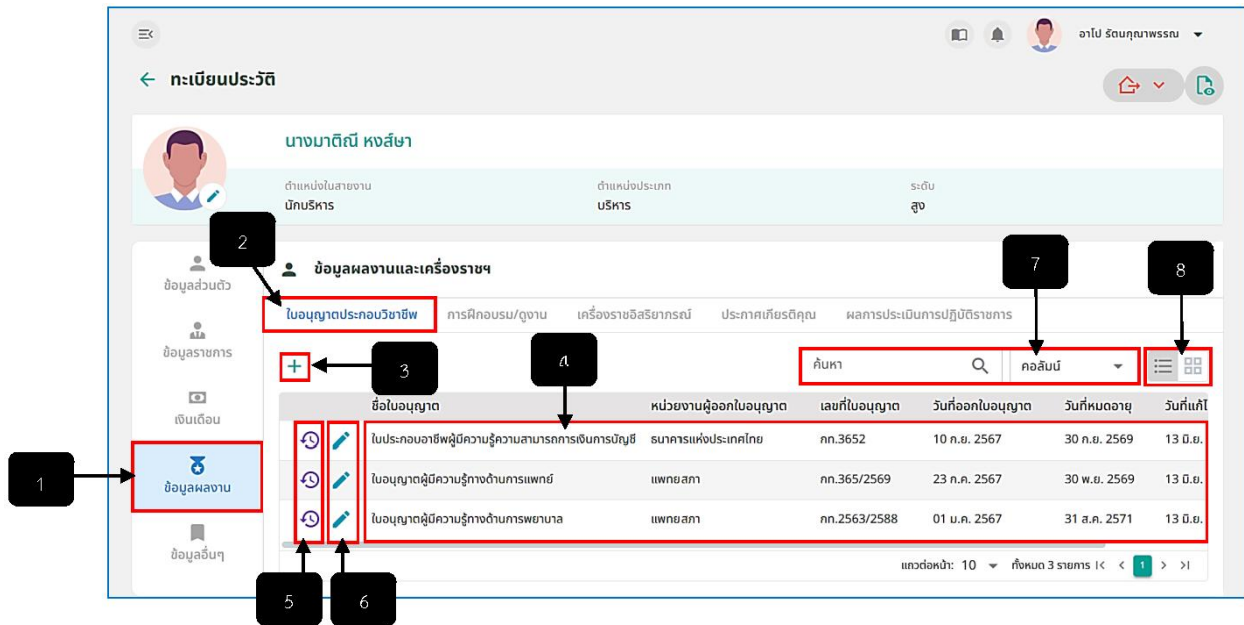 อาโป รัตนกุณาพรรณ
ทะเบียนประวัติ
นางมาติณี หงส์ษา
ตำแหน่งในสายงาน ตำแหน่งประเภท ระดับ
นักบริหาร บริหาร สูง
2
7
8
ข้อมูลส่วนตัว
ข้อมูลผลงานและเครื่องราชฯ
ใบอนุญาตประกอบวิชาชีพ การฝึกอบรม/ดูงาน เครื่องราชอิสริยาภรณ์ ประกาศเกียรติคุณ ผลการประเมินการปฏิบัติราชการ
ข้อมูลราชการ
3
4
ค้นหา คอลัมน์
เงินเดือน
ชื่อใบอนุญาต หน่วยงานผู้ออกใบอนุญาต เลขที่ใบอนุญาต วันที่ออกใบอนุญาต วันที่หมดอายุ วันที่แก้ไ
ใบประกอบอาชีพผู้มีความรู้ความสามารถการเงินการบัญชี ธนาคารแห่งประเทศไทย กท.3652 10 ก.ย. 2567 30 ก.ย. 2569 13 มิ.ย.
1
ข้อมูลผลงาน
ใบอนุญาตผู้มีความรู้ทางด้านการแพทย์ แพทยสภา กท.365/2569 23 ก.ค. 2567 30 พ.ย. 2569 13 มิ.ย.
ใบอนุญาตผู้มีความรู้ทางด้านการพยาบาล แพทยสภา กท.2563/2588 01 ม.ค. 2567 31 ส.ค. 2571 13 มิ.ย.
ข้อมูลอื่นๆ
แถวต่อหน้า: 10 ทั้งหมด 3 รายการ 1
5
6